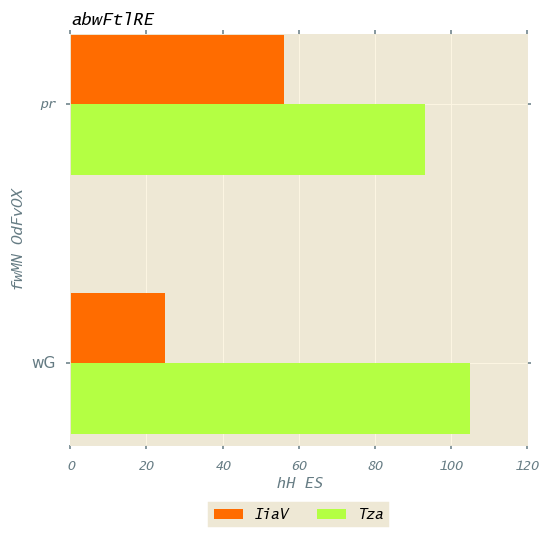 abwFtlRE
pr
fwMN OdFvOX
wG
0 20 40 60 80 100 120
hH ES
IiaV Tza